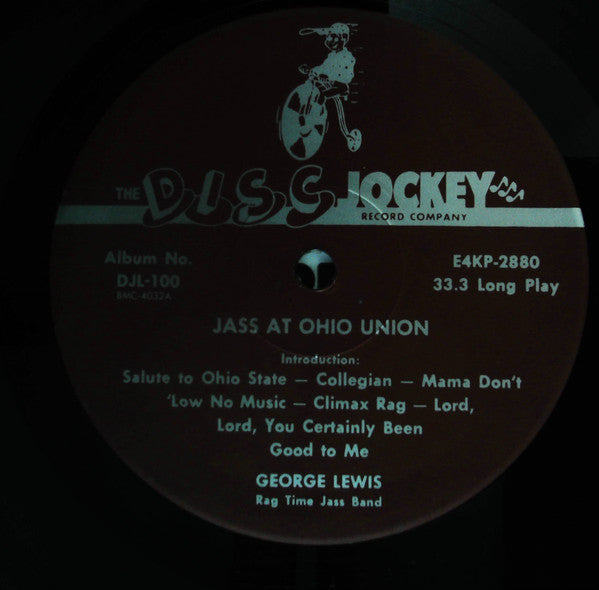 THE DISC JOCKEY
RECORD COMPANY
Album No.
DJL-100
BMC-4032A
E4KP-2880
33.3 Long Play
JASS AT OHIO UNION
Introduction:
Salute to Ohio State — Collegian — Mama Don't
'Low No Music — Climax Rag — Lord,
Lord, You Certainly Been
Good to Me
GEORGE LEWIS
Rag Time Jass Band